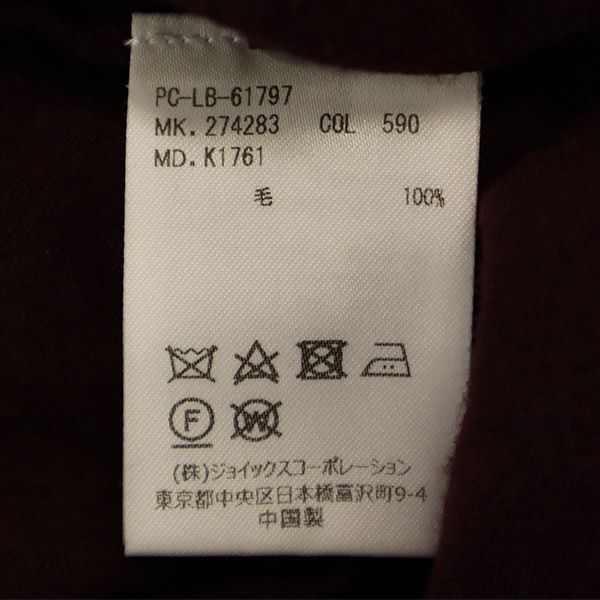 PC-LB-61797
MK. 274283 COL 590
MD. K1761
毛 100%
F W
(株)ジョイックスコーポレーション
東京都中央区日本橋富沢町9-4
中国製